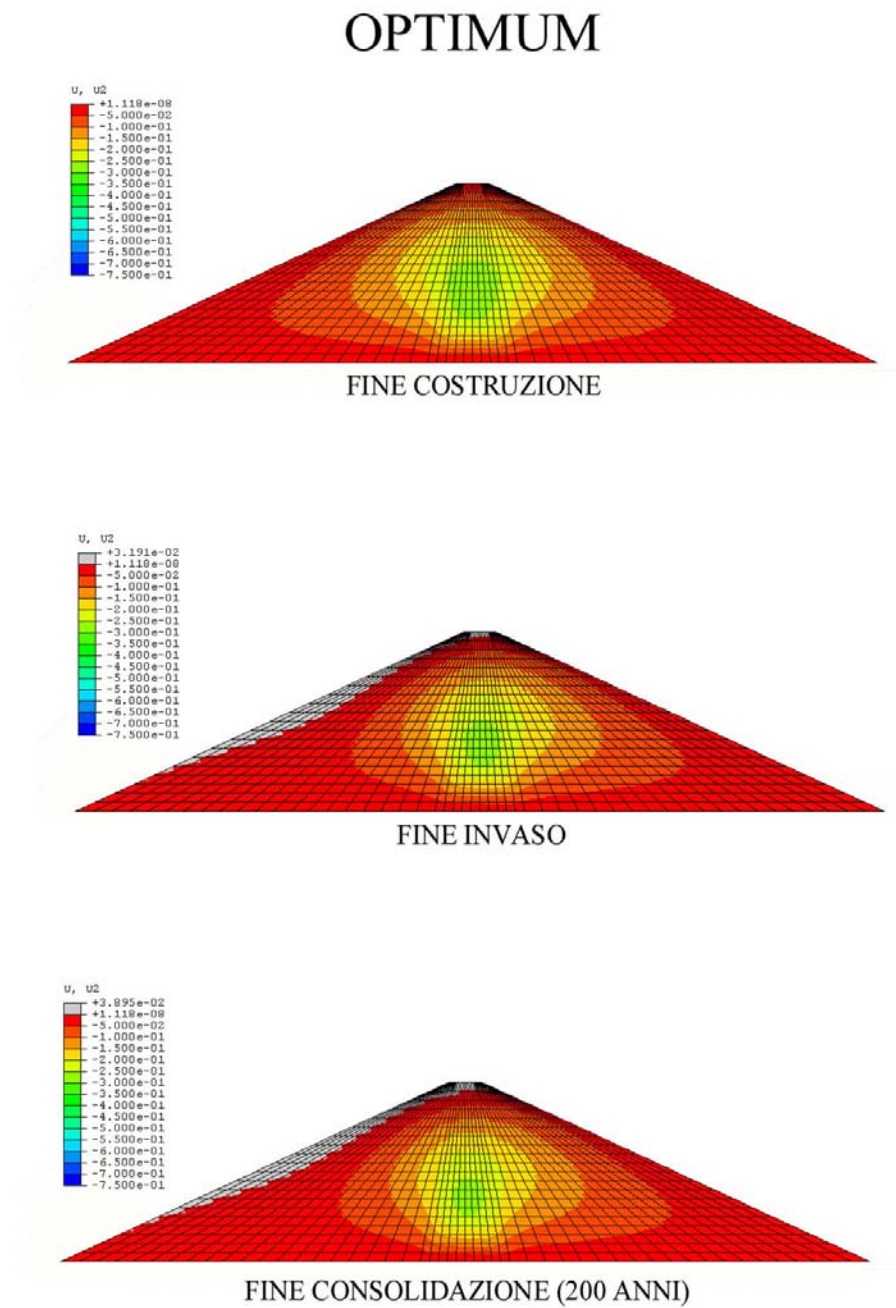 OPTIMUM
U, U2
+1.118e-08
-5.000e-02
-1.000e-01
-1.500e-01
-2.000e-01
-2.500e-01
-3.000e-01
-3.500e-01
-4.000e-01
-4.500e-01
-5.000e-01
-5.500e-01
-6.000e-01
-6.500e-01
-7.000e-01
-7.500e-01
FINE COSTRUZIONE
U, U2
+3.191e-02
+1.118e-08
-5.000e-02
-1.000e-01
-1.500e-01
-2.000e-01
-2.500e-01
-3.000e-01
-3.500e-01
-4.000e-01
-4.500e-01
-5.000e-01
-5.500e-01
-6.000e-01
-6.500e-01
-7.000e-01
-7.500e-01
FINE INVASO
U, U2
+3.895e-02
+1.118e-08
-5.000e-02
-1.000e-01
-1.500e-01
-2.000e-01
-2.500e-01
-3.000e-01
-3.500e-01
-4.000e-01
-4.500e-01
-5.000e-01
-5.500e-01
-6.000e-01
-6.500e-01
-7.000e-01
-7.500e-01
FINE CONSOLIDAZIONE (200 ANNI)